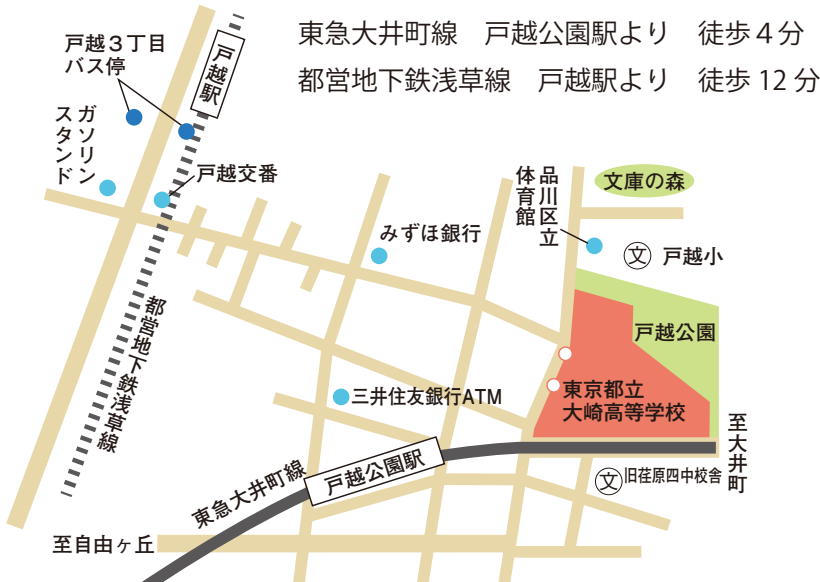 東急大井町線　戸越公園駅より　徒歩４分
都営地下鉄浅草線　戸越駅より　徒歩 12 分
戸越３丁目
バス停
戸越駅
ガソリン
スタンド
戸越交番
みずほ銀行
品川区立
体育館
文庫の森
文 戸越小
戸越公園
都営地下鉄浅草線
三井住友銀行ATM
東京都立
大崎高等学校
至大井町
戸越公園駅
東急大井町線
文 旧荏原四中校舎
至自由ヶ丘